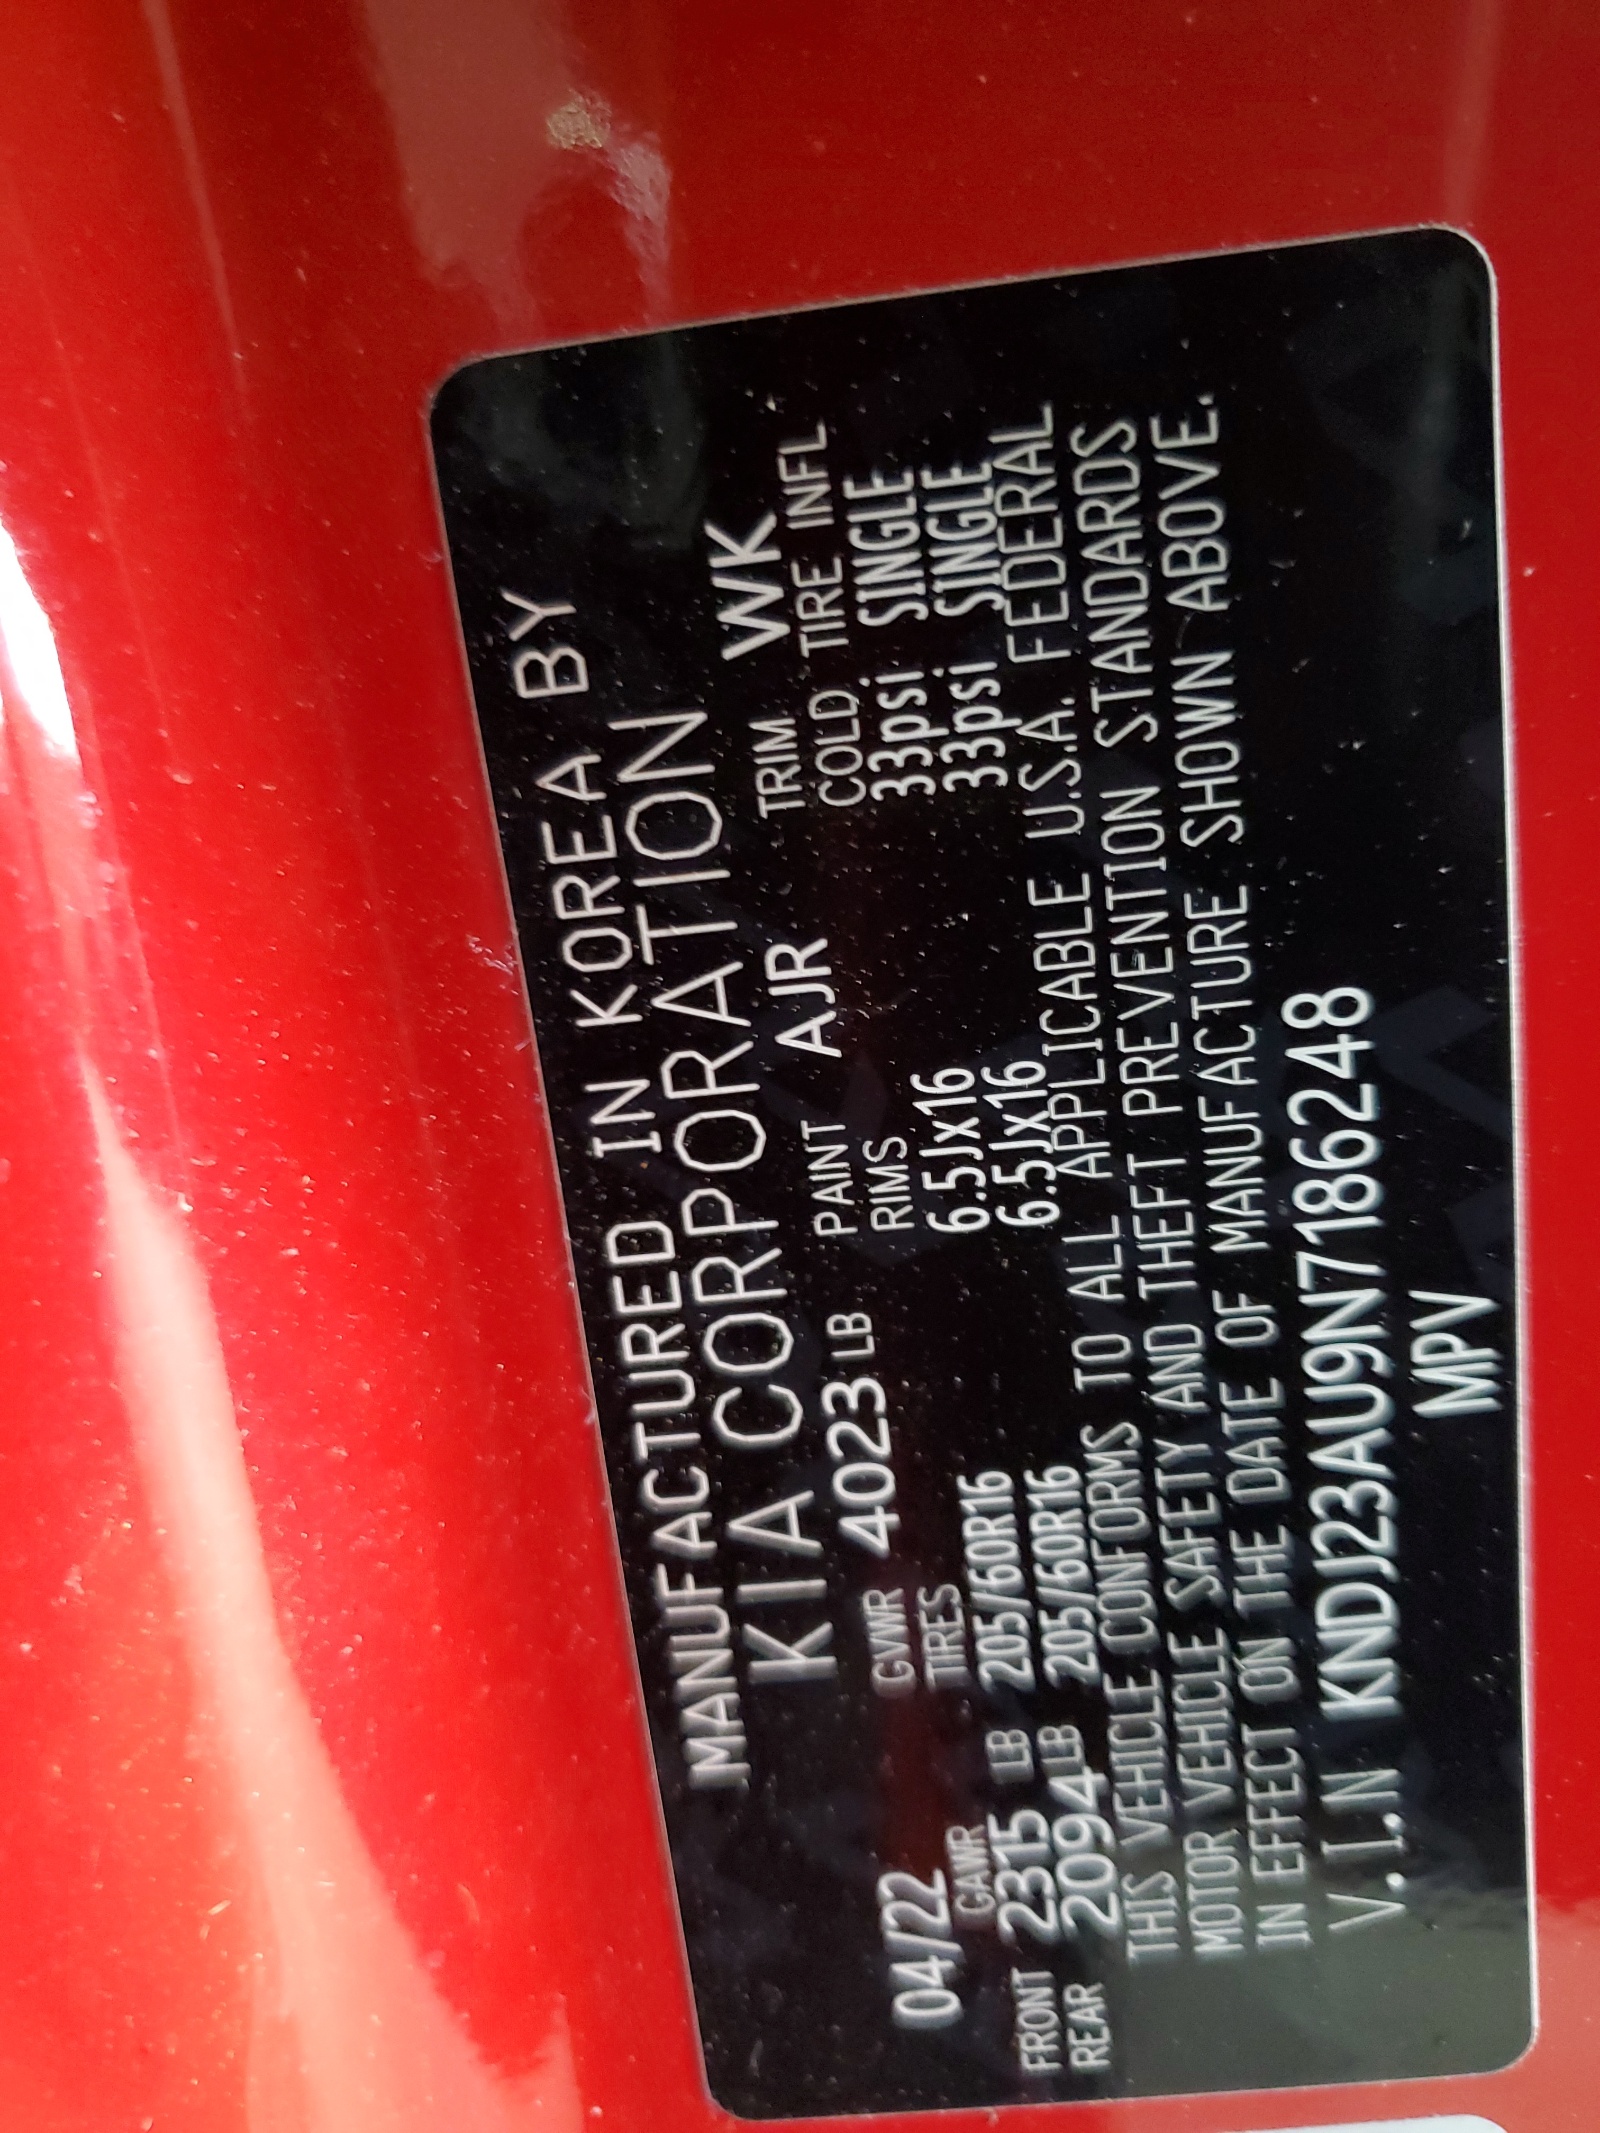 MANUFACTURED IN KOREA BY
KIA CORPORATION
04/22 GVWR 4023 LB PAINT AJR TRIM WK
GAWR TIRES RIMS COLD TIRE INFL
FRONT 2315 LB 205/60R16 6.5Jx16 33psi SINGLE
REAR 2094 LB 205/60R16 6.5Jx16 33psi SINGLE
THIS VEHICLE CONFORMS TO ALL APPLICABLE U.S.A. FEDERAL
MOTOR VEHICLE SAFETY AND THEFT PREVENTION STANDARDS
IN EFFECT ON THE DATE OF MANUFACTURE SHOWN ABOVE.
V.I.N KNDJ23AU9N7186248
MPV